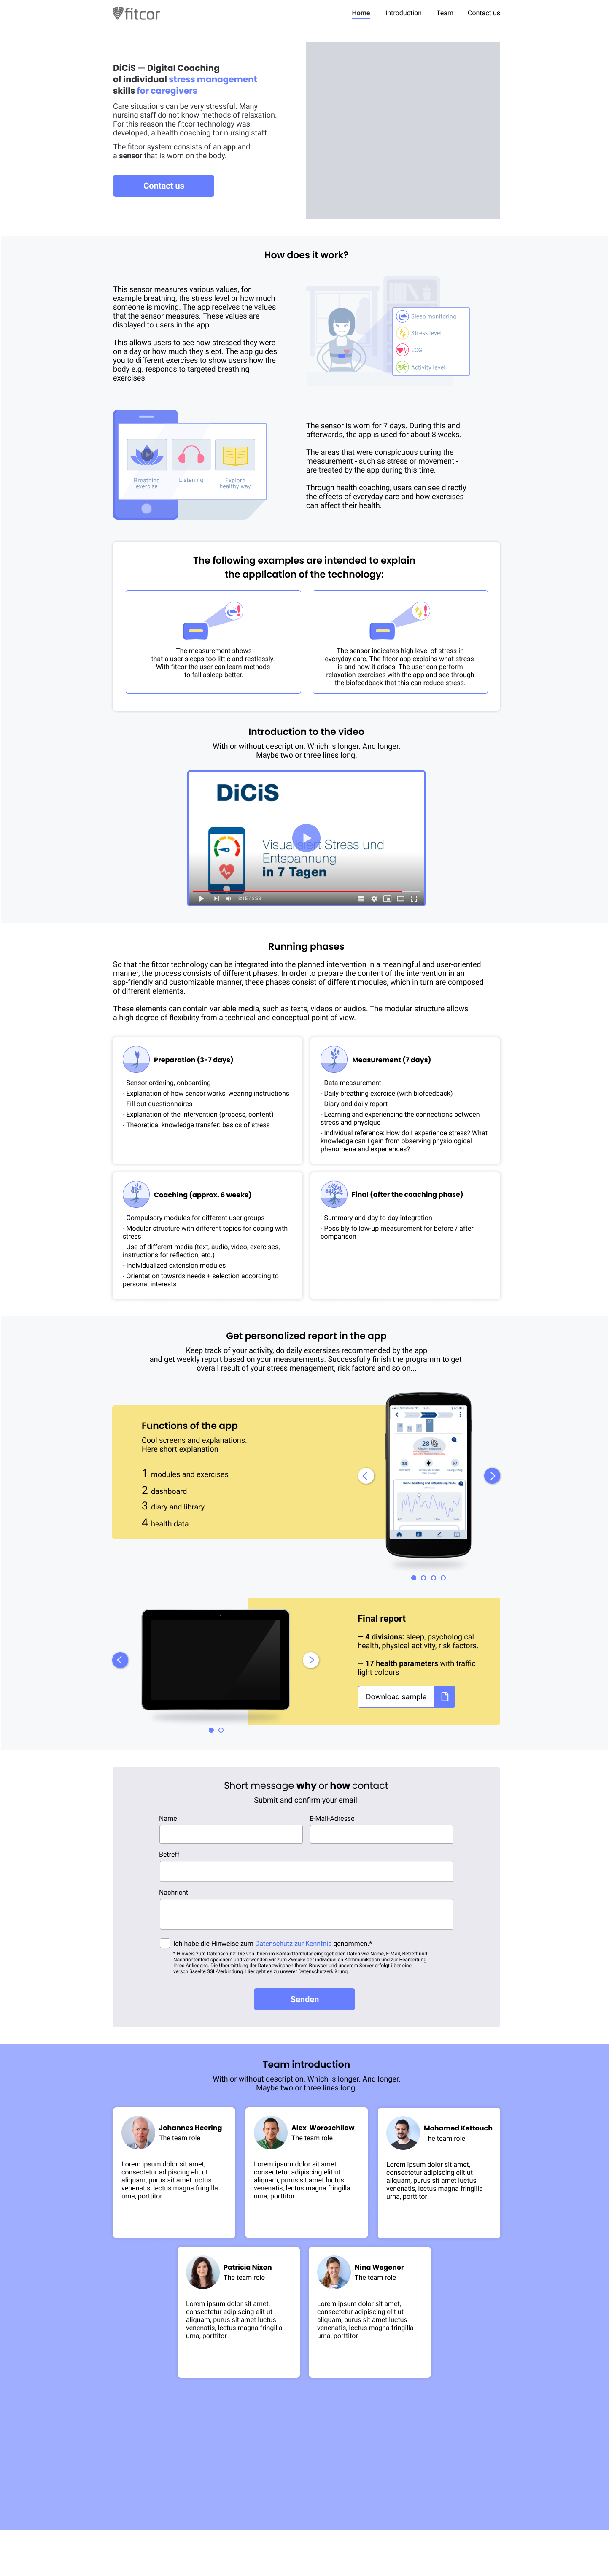 fitcor
Home Introduction Team Contact us
DiCiS — Digital Coaching
of individual stress management
skills for caregivers
Care situations can be very stressful. Many
nursing staff do not know methods of relaxation.
For this reason the fitcor technology was
developed, a health coaching for nursing staff.
The fitcor system consists of an app and
a sensor that is worn on the body.
Contact us
How does it work?
This sensor measures various values, for
example breathing, the stress level or how much
someone is moving. The app receives the values
that the sensor measures. These values are
displayed to users in the app.
This allows users to see how stressed they were
on a day or how much they slept. The app guides
you to different exercises to show users how the
body e.g. responds to targeted breathing
exercises.
Sleep monitoring
Stress level
ECG
Activity level
Breathing
exercise
Listening
Explore
healthy way
The sensor is worn for 7 days. During this and
afterwards, the app is used for about 8 weeks.
The areas that were conspicuous during the
measurement - such as stress or movement -
are treated by the app during this time.
Through health coaching, users can see directly
the effects of everyday care and how exercises
can affect their health.
The following examples are intended to explain
the application of the technology:
The measurement shows
that a user sleeps too little and restlessly.
With fitcor the user can learn methods
to fall asleep better.
The sensor indicates high level of stress in
everyday care. The fitcor app explains what stress
is and how it arises. The user can perform
relaxation exercises with the app and see through
the biofeedback that this can reduce stress.
Introduction to the video
With or without description. Which is longer. And longer.
Maybe two or three lines long.
DiCiS
Visualisiert Stress und
Entspannung
in 7 Tagen
Running phases
So that the fitcor technology can be integrated into the planned intervention in a meaningful and user-oriented
manner, the process consists of different phases. In order to prepare the content of the intervention in an
app-friendly and customizable manner, these phases consist of different modules, which in turn are composed
of different elements.
These elements can contain variable media, such as texts, videos or audios. The modular structure allows
a high degree of flexibility from a technical and conceptual point of view.
Preparation (3-7 days)
- Sensor ordering, onboarding
- Explanation of how sensor works, wearing instructions
- Fill out questionnaires
- Explanation of the intervention (process, content)
- Theoretical knowledge transfer: basics of stress
Measurement (7 days)
- Data measurement
- Daily breathing exercise (with biofeedback)
- Diary and daily report
- Learning and experiencing the connections between
stress and physique
- Individual reference: How do I experience stress? What
knowledge can I gain from observing physiological
phenomena and experiences?
Coaching (approx. 6 weeks)
- Compulsory modules for different user groups
- Modular structure with different topics for coping with
stress
- Use of different media (text, audio, video, exercises,
instructions for reflection, etc.)
- Individualized extension modules
- Orientation towards needs + selection according to
personal interests
Final (after the coaching phase)
- Summary and day-to-day integration
- Possibly follow-up measurement for before / after
comparison
Get personalized report in the app
Keep track of your activity, do daily excersizes recommended by the app
and get weekly report based on your measurements. Successfully finish the programm to get
overall result of your stress menagement, risk factors and so on...
Functions of the app
Cool screens and explanations.
Here short explanation
1 modules and exercises
2 dashboard
3 diary and library
4 health data
28
Final report
— 4 divisions: sleep, psychological
health, physical activity, risk factors.
— 17 health parameters with traffic
light colours
Download sample
Short message why or how contact
Submit and confirm your email.
Name
E-Mail-Adresse
Betreff
Nachricht
Ich habe die Hinweise zum Datenschutz zur Kenntnis genommen.*
* Hinweis zum Datenschutz: Die von Ihnen im Kontaktformular eingegebenen Daten wie Name, E-Mail, Betreff und
Nachrichtentext speichern und verwenden wir zum Zwecke der individuellen Kommunikation und zur Bearbeitung
Ihres Anliegens. Die Übermittlung der Daten zwischen Ihrem Browser und unserem Server erfolgt über eine
verschlüsselte SSL-Verbindung. Hier geht es zu unserer Datenschutzerklärung.
Senden
Team introduction
With or without description. Which is longer. And longer.
Maybe two or three lines long.
Johannes Heering
The team role
Lorem ipsum dolor sit amet,
consectetur adipiscing elit ut
aliquam, purus sit amet luctus
venenatis, lectus magna fringilla
urna, porttitor
Alex Woroschilow
The team role
Lorem ipsum dolor sit amet,
consectetur adipiscing elit ut
aliquam, purus sit amet luctus
venenatis, lectus magna fringilla
urna, porttitor
Mohamed Kettouch
The team role
Lorem ipsum dolor sit amet,
consectetur adipiscing elit ut
aliquam, purus sit amet luctus
venenatis, lectus magna fringilla
urna, porttitor
Patricia Nixon
The team role
Lorem ipsum dolor sit amet,
consectetur adipiscing elit ut
aliquam, purus sit amet luctus
venenatis, lectus magna fringilla
urna, porttitor
Nina Wegener
The team role
Lorem ipsum dolor sit amet,
consectetur adipiscing elit ut
aliquam, purus sit amet luctus
venenatis, lectus magna fringilla
urna, porttitor